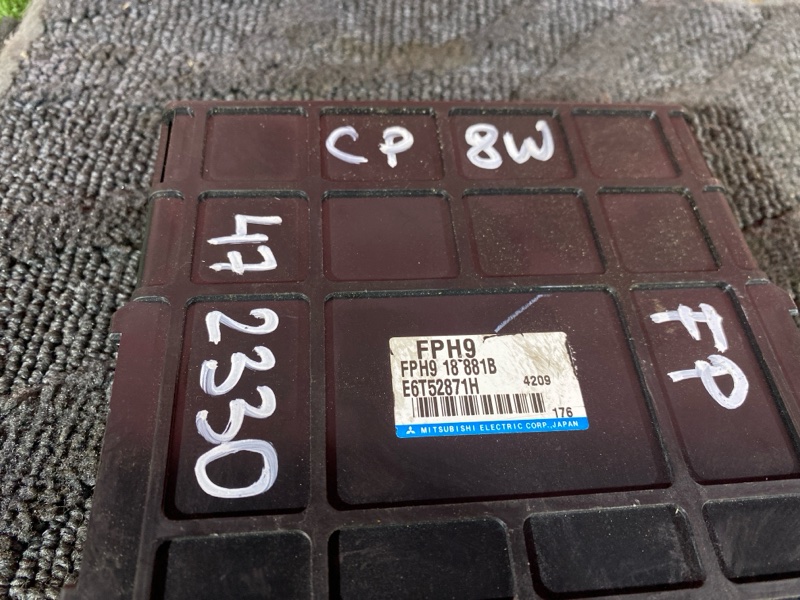 CP 8W
47
2330
FP
FPH9
FPH9 18 881B
E6T52871H 4209
176
MITSUBISHI ELECTRIC CORP., JAPAN